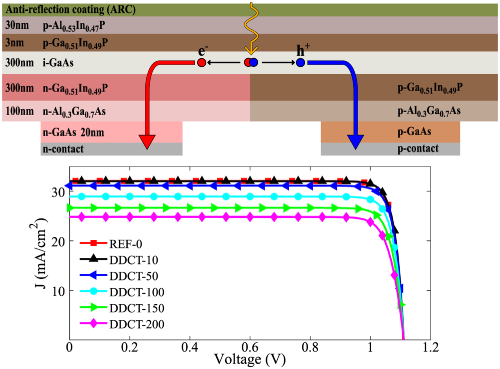 Anti-reflection coating (ARC)
30nm p-Al0.53In0.47P
3nm p-Ga0.51In0.49P
300nm i-GaAs
e-
h+
300nm n-Ga0.51In0.49P
p-Ga0.51In0.49P
100nm n-Al0.3Ga0.7As
p-Al0.3Ga0.7As
n-GaAs 20nm
p-GaAs
n-contact
p-contact
J (mA/cm2)
30
20
10
REF-0
DDCT-10
DDCT-50
DDCT-100
DDCT-150
DDCT-200
0 0.2 0.4 0.6 0.8 1 1.2
Voltage (V)